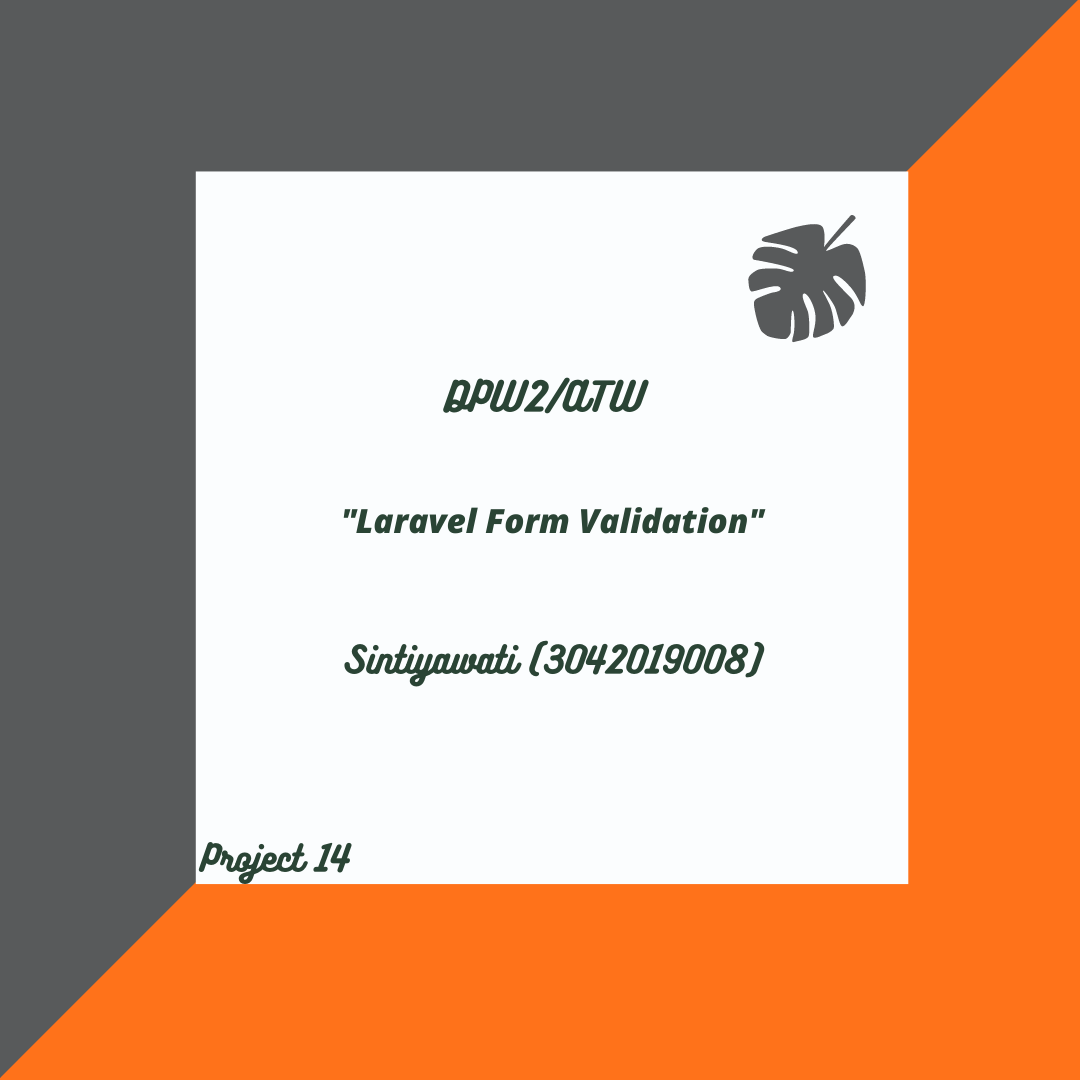 DPW2/ATW
"Laravel Form Validation"
Sintiyawati (3042019008)
Project 14